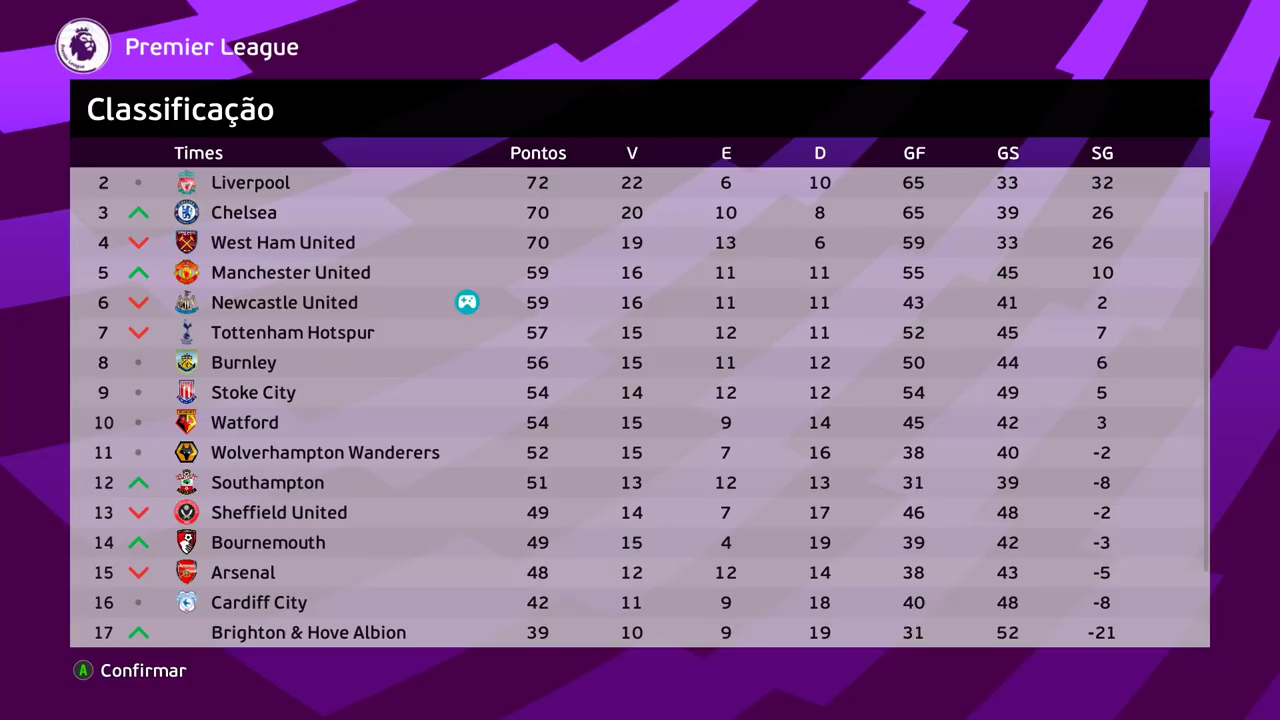 Premier League
Classificação
Times Pontos V E D GF GS SG
2 Liverpool 72 22 6 10 65 33 32
3 Chelsea 70 20 10 8 65 39 26
4 West Ham United 70 19 13 6 59 33 26
5 Manchester United 59 16 11 11 55 45 10
6 Newcastle United 59 16 11 11 43 41 2
7 Tottenham Hotspur 57 15 12 11 52 45 7
8 Burnley 56 15 11 12 50 44 6
9 Stoke City 54 14 12 12 54 49 5
10 Watford 54 15 9 14 45 42 3
11 Wolverhampton Wanderers 52 15 7 16 38 40 -2
12 Southampton 51 13 12 13 31 39 -8
13 Sheffield United 49 14 7 17 46 48 -2
14 Bournemouth 49 15 4 19 39 42 -3
15 Arsenal 48 12 12 14 38 43 -5
16 Cardiff City 42 11 9 18 40 48 -8
17 Brighton & Hove Albion 39 10 9 19 31 52 -21
A Confirmar